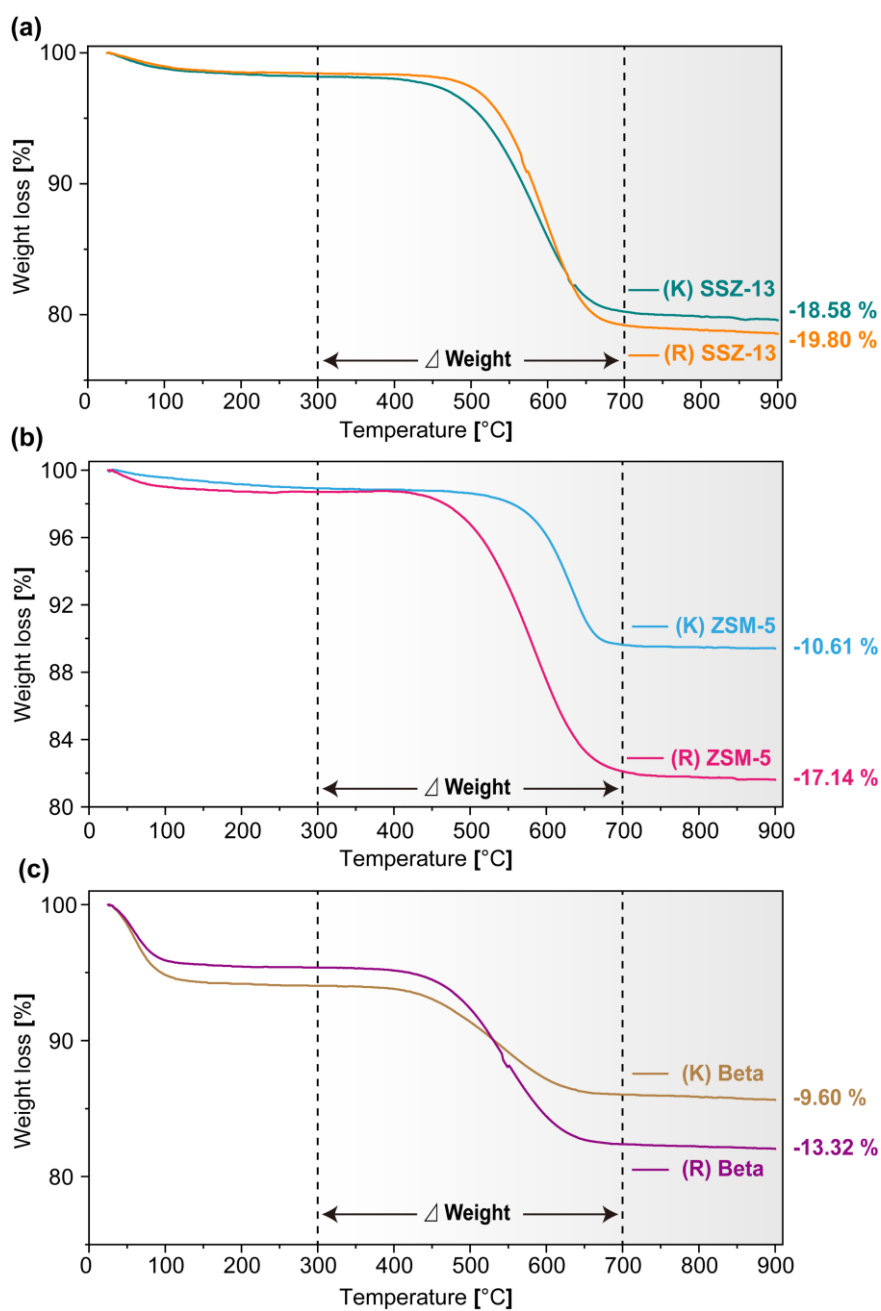 (a)
100
90
80
Weight loss [%]
(K) SSZ-13
-18.58 %
-19.80 %
(R) SSZ-13
⊿ Weight
0 100 200 300 400 500 600 700 800 900
Temperature [°C]
(b)
100
96
92
88
84
80
Weight loss [%]
(K) ZSM-5
-10.61 %
(R) ZSM-5
-17.14 %
⊿ Weight
0 100 200 300 400 500 600 700 800 900
Temperature [°C]
(c)
100
90
80
Weight loss [%]
(K) Beta
-9.60 %
-13.32 %
(R) Beta
⊿ Weight
0 100 200 300 400 500 600 700 800 900
Temperature [°C]